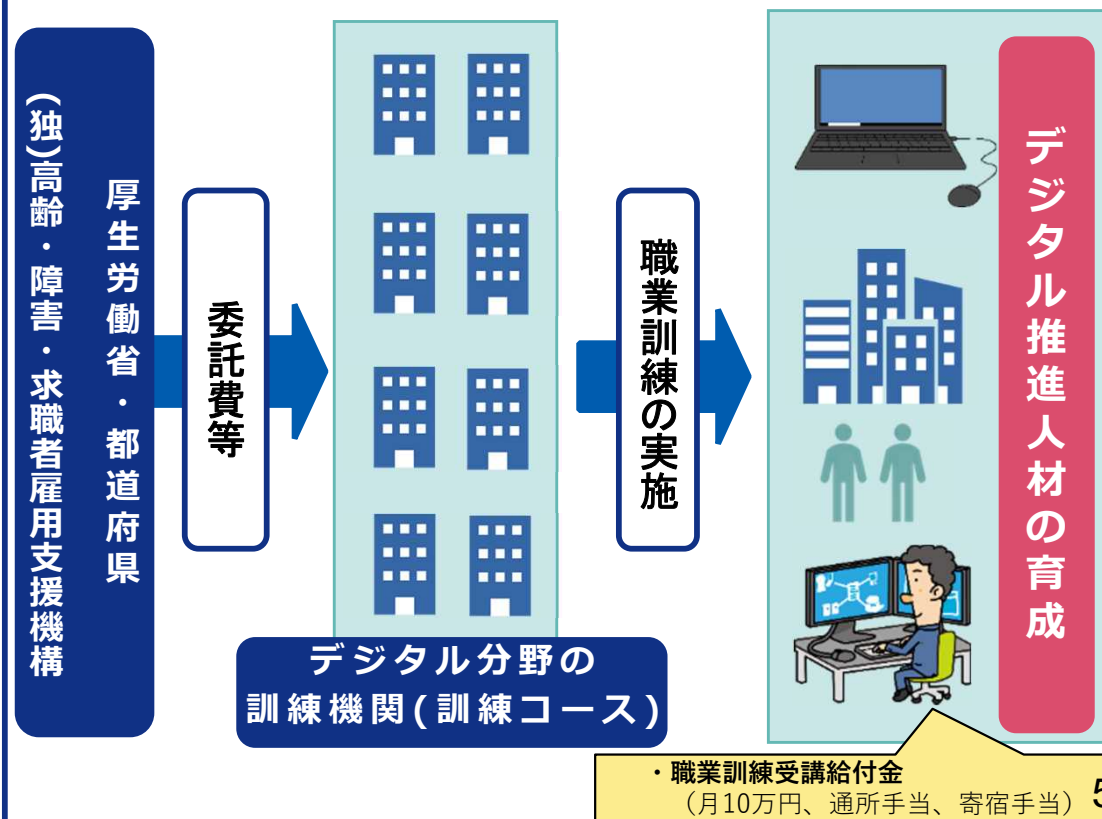 厚生労働省・都道府県
(独)高齢・障害・求職者雇用支援機構
委託費等
デジタル分野の
訓練機関(訓練コース)
職業訓練の実施
デジタル推進人材の育成
・職業訓練受講給付金
（月10万円、通所手当、寄宿手当）
5